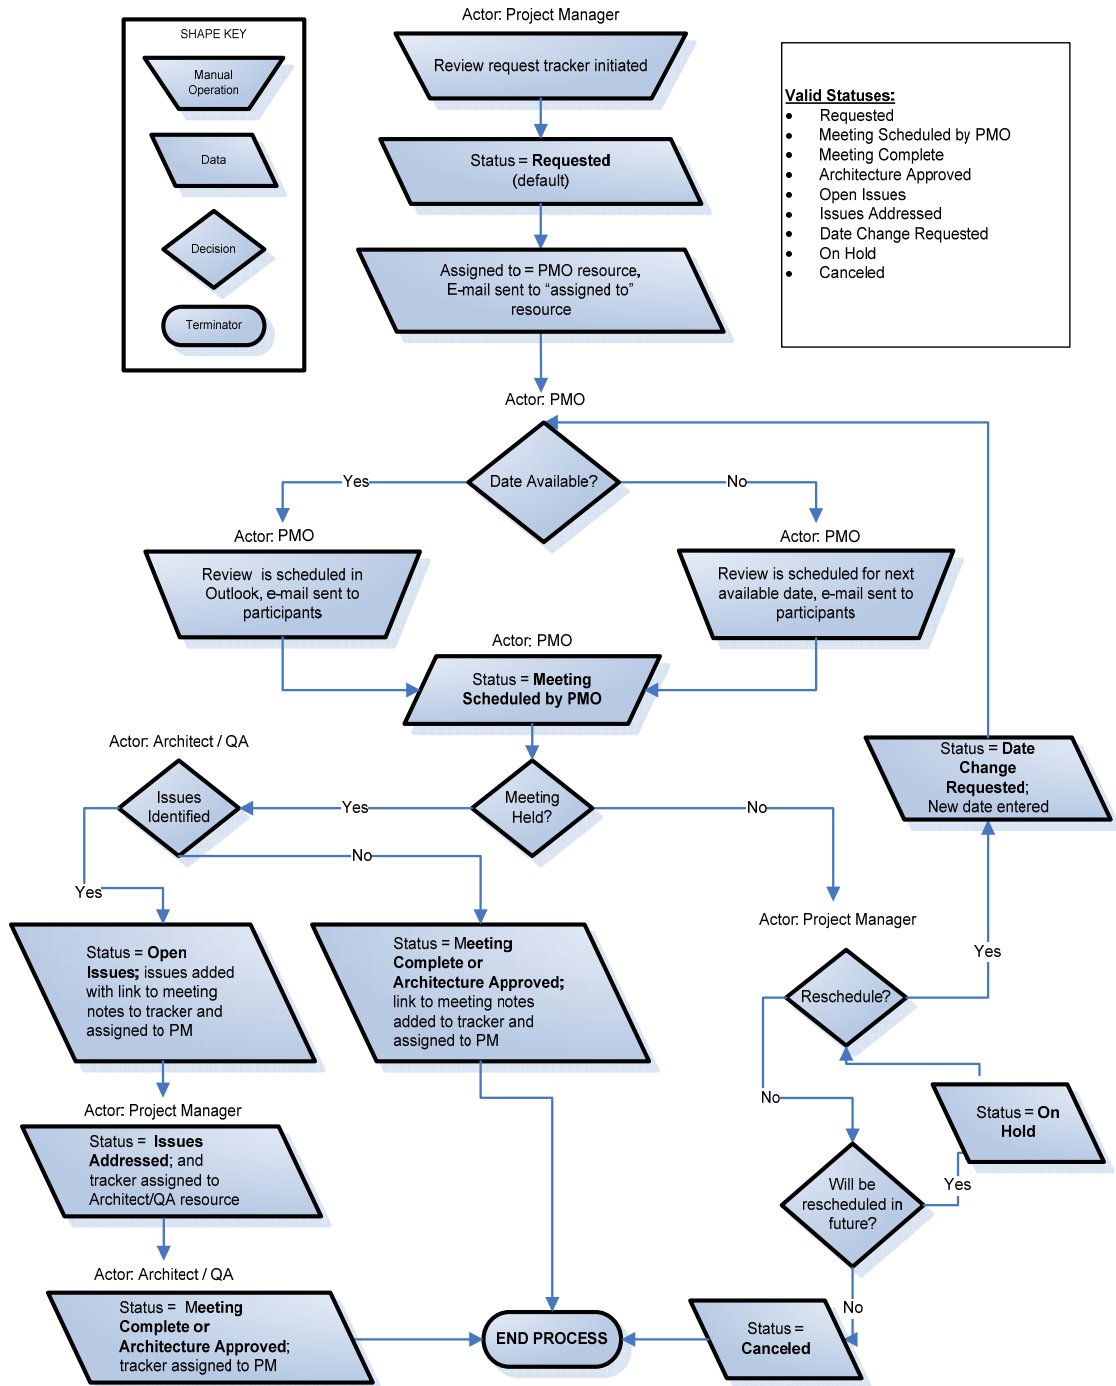 Actor: Project Manager
SHAPE KEY
Manual
Operation
Data
Decision
Terminator
Review request tracker initiated
Valid Statuses:
• Requested
• Meeting Scheduled by PMO
• Meeting Complete
• Architecture Approved
• Open Issues
• Issues Addressed
• Date Change Requested
• On Hold
• Canceled
Status = Requested
(default)
Assigned to = PMO resource,
E-mail sent to “assigned to”
resource
Actor: PMO
Date Available?
Yes
No
Actor: PMO
Review is scheduled in
Outlook, e-mail sent to
participants
Actor: PMO
Review is scheduled for next
available date, e-mail sent to
participants
Actor: PMO
Status = Meeting
Scheduled by PMO
Actor: Architect / QA
Issues
Identified
Yes
Meeting
Held?
No
Status = Date
Change
Requested;
New date entered
No
Yes
Status = Open
Issues; issues added
with link to meeting
notes to tracker and
assigned to PM
Status = Meeting
Complete or
Architecture Approved;
link to meeting notes
added to tracker and
assigned to PM
Actor: Project Manager
Yes
Reschedule?
No
Status = On
Hold
Actor: Project Manager
Status = Issues
Addressed; and
tracker assigned to
Architect/QA resource
Will be
rescheduled in
future?
Yes
Actor: Architect / QA
Status = Meeting
Complete or
Architecture Approved;
tracker assigned to PM
END PROCESS
No
Status =
Canceled